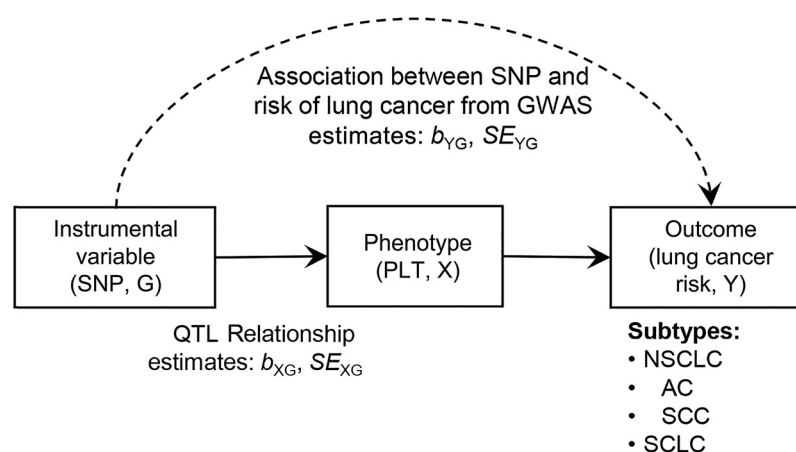 Association between SNP and
risk of lung cancer from GWAS
estimates: bYG, SEYG
Instrumental
variable
(SNP, G)
Phenotype
(PLT, X)
Outcome
(lung cancer
risk, Y)
QTL Relationship
estimates: bXG, SEXG
Subtypes:
• NSCLC
• AC
• SCC
• SCLC